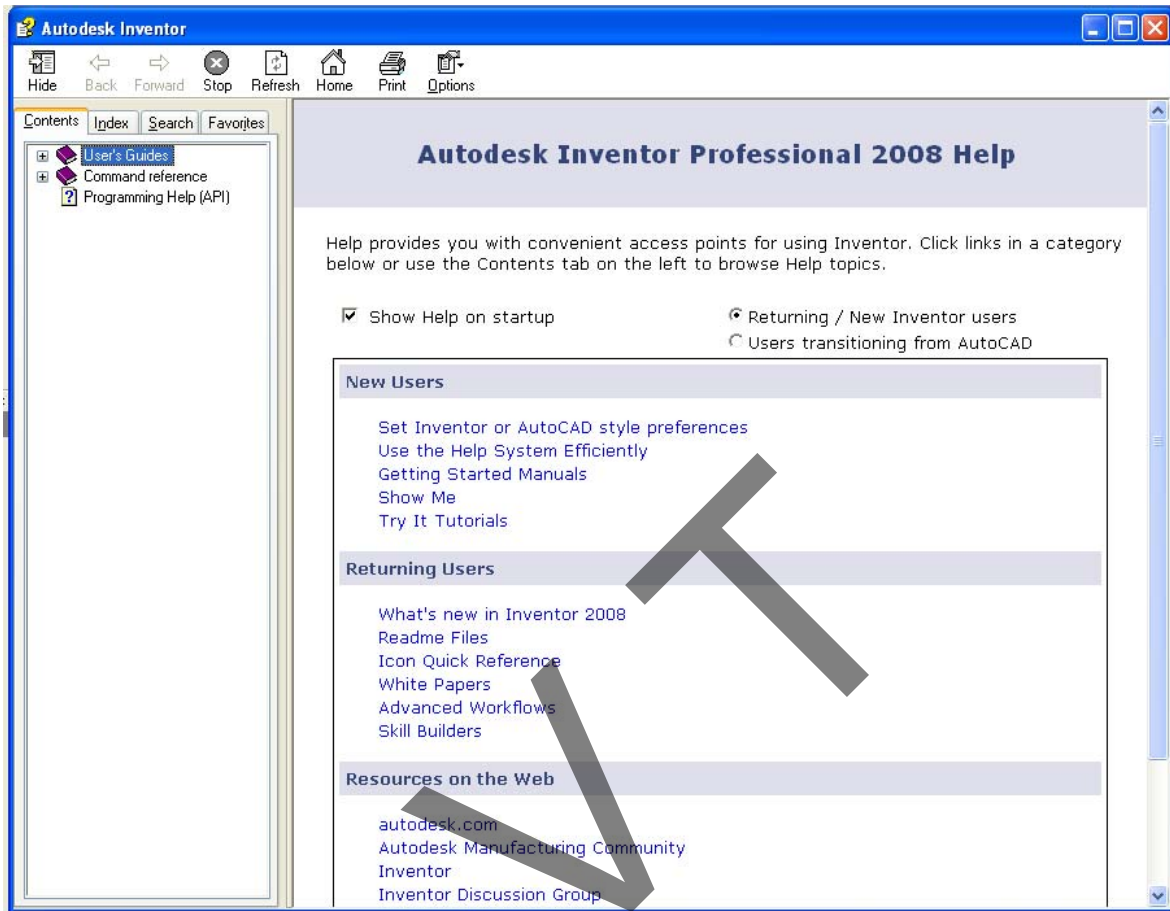 Autodesk Inventor
Hide Back Forward Stop Refresh Home Print Options
Contents Index Search Favorites
User's Guides
Command reference
Programming Help (API)
Autodesk Inventor Professional 2008 Help
Help provides you with convenient access points for using Inventor. Click links in a category
below or use the Contents tab on the left to browse Help topics.
Show Help on startup
Returning / New Inventor users
Users transitioning from AutoCAD
New Users
Set Inventor or AutoCAD style preferences
Use the Help System Efficiently
Getting Started Manuals
Show Me
Try It Tutorials
Returning Users
What's new in Inventor 2008
Readme Files
Icon Quick Reference
White Papers
Advanced Workflows
Skill Builders
Resources on the Web
autodesk.com
Autodesk Manufacturing Community
Inventor
Inventor Discussion Group
V T